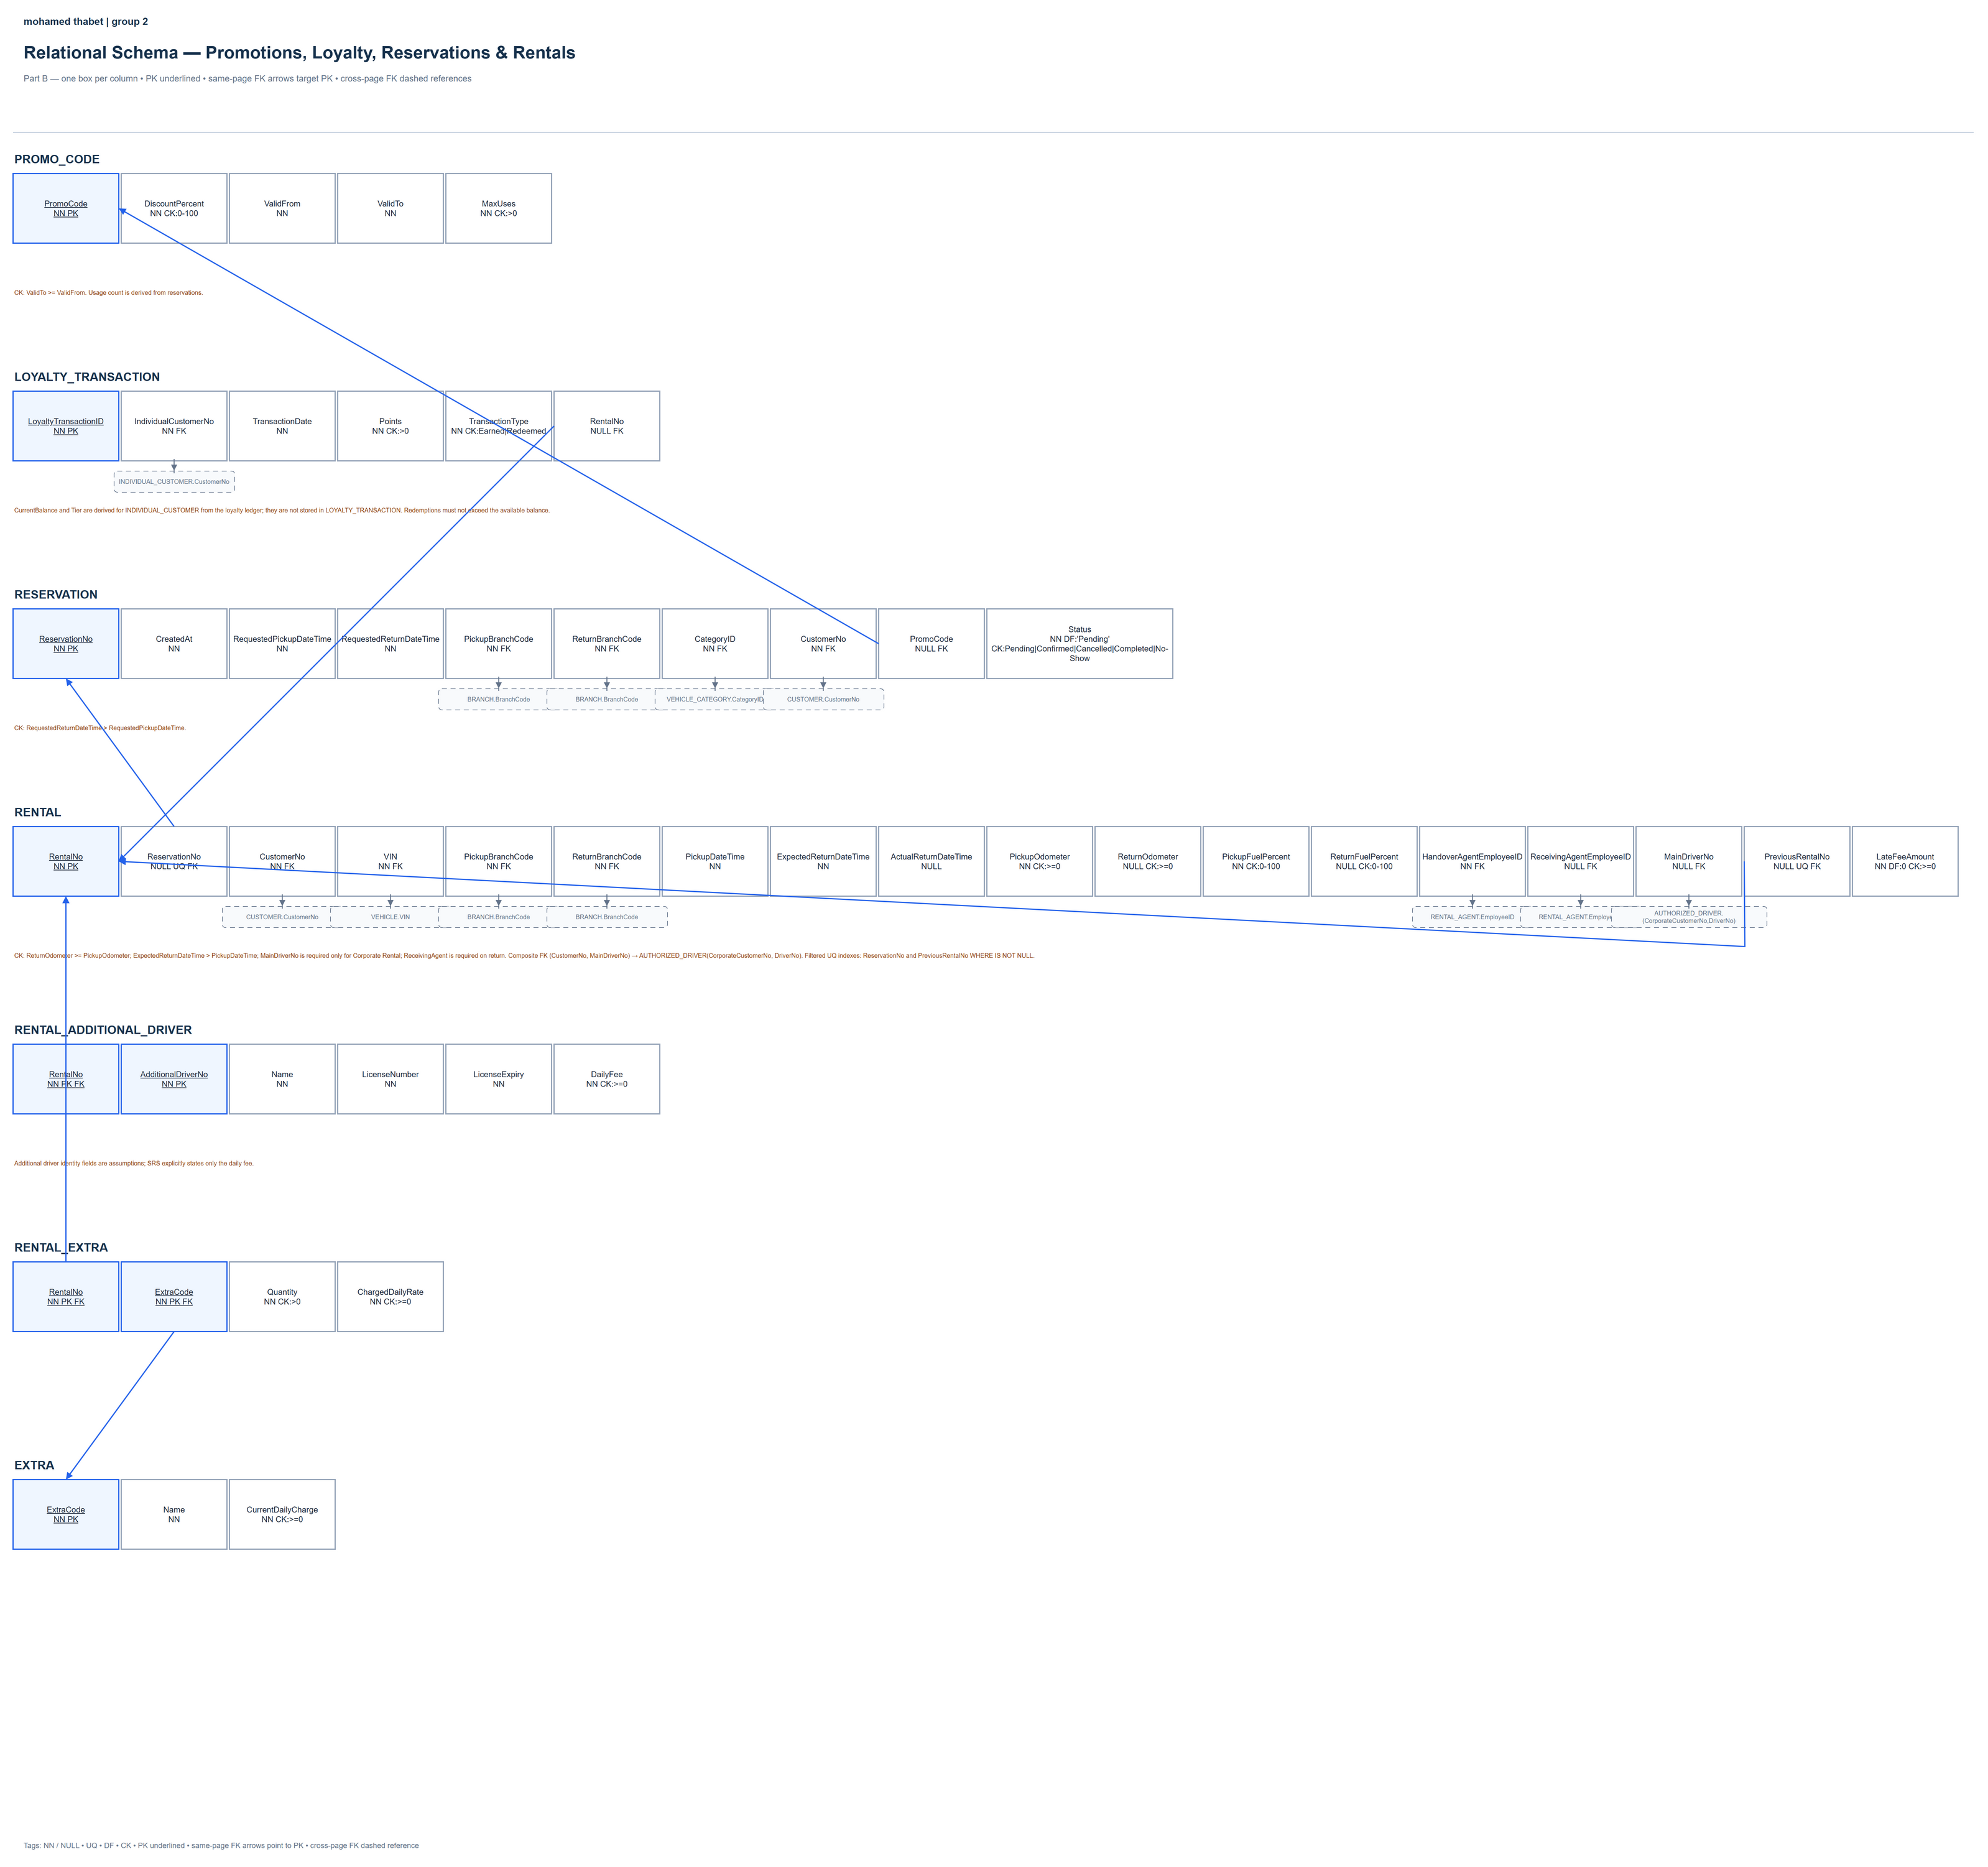 mohamed thabet | group 2
Relational Schema — Promotions, Loyalty, Reservations & Rentals
Part B — one box per column • PK underlined • same-page FK arrows target PK • cross-page FK dashed references
PROMO_CODE
PromoCode
NN PK
DiscountPercent
NN CK:0-100
ValidFrom
NN
ValidTo
NN
MaxUses
NN CK:>0
CK: ValidTo >= ValidFrom. Usage count is derived from reservations.
LOYALTY_TRANSACTION
LoyaltyTransactionID
NN PK
IndividualCustomerNo
NN FK
TransactionDate
NN
Points
NN CK:>0
TransactionType
NN CK:Earned|Redeemed
RentalNo
NULL FK
INDIVIDUAL_CUSTOMER.CustomerNo
CurrentBalance and Tier are derived for INDIVIDUAL_CUSTOMER from the loyalty ledger; they are not stored in LOYALTY_TRANSACTION. Redemptions must not exceed the available balance.
RESERVATION
ReservationNo
NN PK
CreatedAt
NN
RequestedPickupDateTime
NN
RequestedReturnDateTime
NN
PickupBranchCode
NN FK
ReturnBranchCode
NN FK
CategoryID
NN FK
CustomerNo
NN FK
PromoCode
NULL FK
Status
NN DF:'Pending'
CK:Pending|Confirmed|Cancelled|Completed|No-
Show
BRANCH.BranchCode
BRANCH.BranchCode
VEHICLE_CATEGORY.CategoryID
CUSTOMER.CustomerNo
CK: RequestedReturnDateTime > RequestedPickupDateTime.
RENTAL
RentalNo
NN PK
ReservationNo
NULL UQ FK
CustomerNo
NN FK
VIN
NN FK
PickupBranchCode
NN FK
ReturnBranchCode
NN FK
PickupDateTime
NN
ExpectedReturnDateTime
NN
ActualReturnDateTime
NULL
PickupOdometer
NN CK:>=0
ReturnOdometer
NULL CK:>=0
PickupFuelPercent
NN CK:0-100
ReturnFuelPercent
NULL CK:0-100
HandoverAgentEmployeeID
NN FK
ReceivingAgentEmployeeID
NULL FK
MainDriverNo
NULL FK
PreviousRentalNo
NULL UQ FK
LateFeeAmount
NN DF:0 CK:>=0
CUSTOMER.CustomerNo
VEHICLE.VIN
BRANCH.BranchCode
BRANCH.BranchCode
RENTAL_AGENT.EmployeeID
RENTAL_AGENT.Employe
AUTHORIZED_DRIVER.
(CorporateCustomerNo,DriverNo)
CK: ReturnOdometer >= PickupOdometer; ExpectedReturnDateTime > PickupDateTime; MainDriverNo is required only for Corporate Rental; ReceivingAgent is required on return. Composite FK (CustomerNo, MainDriverNo) → AUTHORIZED_DRIVER(CorporateCustomerNo, DriverNo). Filtered UQ indexes: ReservationNo and PreviousRentalNo WHERE IS NOT NULL.
RENTAL_ADDITIONAL_DRIVER
RentalNo
NN PK FK
AdditionalDriverNo
NN PK
Name
NN
LicenseNumber
NN
LicenseExpiry
NN
DailyFee
NN CK:>=0
Additional driver identity fields are assumptions; SRS explicitly states only the daily fee.
RENTAL_EXTRA
RentalNo
NN PK FK
ExtraCode
NN PK FK
Quantity
NN CK:>0
ChargedDailyRate
NN CK:>=0
EXTRA
ExtraCode
NN PK
Name
NN
CurrentDailyCharge
NN CK:>=0
Tags: NN / NULL • UQ • DF • CK • PK underlined • same-page FK arrows point to PK • cross-page FK dashed reference